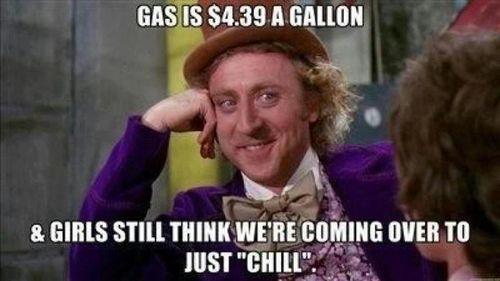 GAS IS $4.39 A GALLON
& GIRLS STILL THINK WE'RE COMING OVER TO
JUST "CHILL".